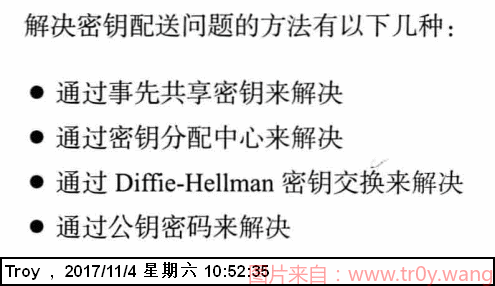 解决密钥配送问题的方法有以下几种：
● 通过事先共享密钥来解决
● 通过密钥分配中心来解决
● 通过 Diffie-Hellman 密钥交换来解决
● 通过公钥密码来解决
Troy , 2017/11/4 星期六 10:52:35
图片来自：www.tr0y.wang